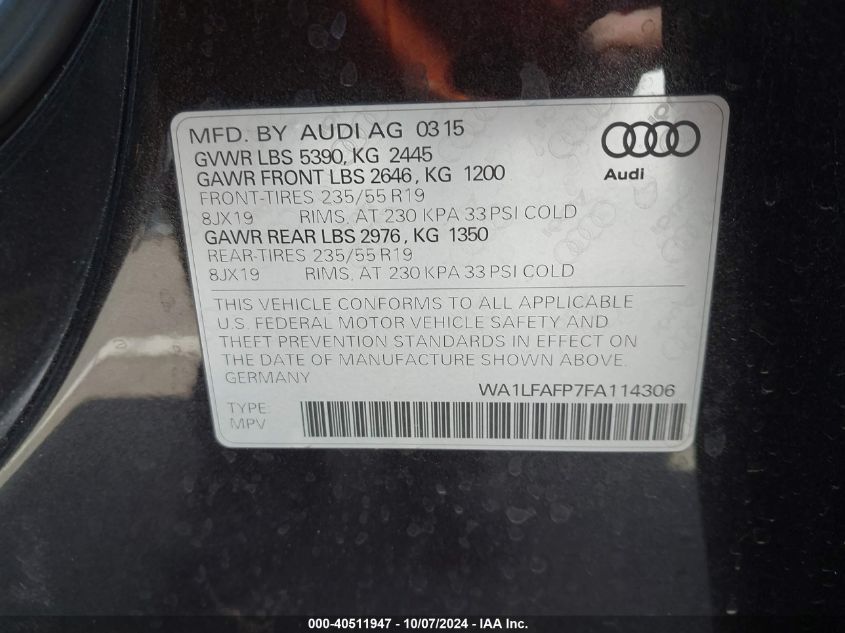 MFD. BY AUDI AG 03 15
GVWR LBS 5390, KG 2445
GAWR FRONT LBS 2646, KG 1200
FRONT-TIRES 235/55 R19
8JX19 RIMS, AT 230 KPA 33 PSI COLD
GAWR REAR LBS 2976, KG 1350
REAR-TIRES 235/55 R19
8JX19 RIMS, AT 230 KPA 33 PSI COLD
Audi
THIS VEHICLE CONFORMS TO ALL APPLICABLE
U.S. FEDERAL MOTOR VEHICLE SAFETY AND
THEFT PREVENTION STANDARDS IN EFFECT ON
THE DATE OF MANUFACTURE SHOWN ABOVE.
GERMANY
WA1LFAFP7FA114306
TYPE:
MPV
000-40511947 - 10/07/2024 - IAA Inc.